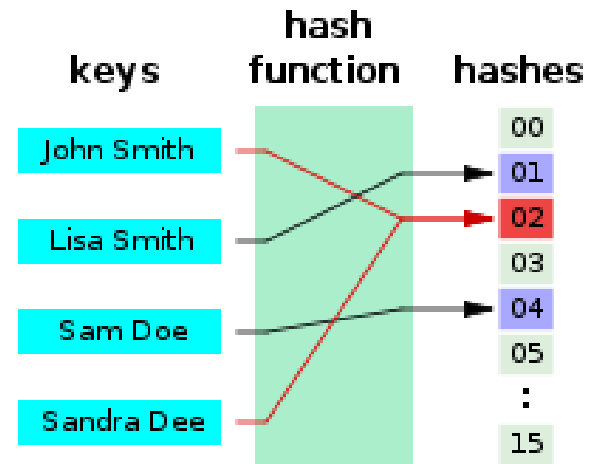 keys
hash
function
hashes
John Smith
Lisa Smith
Sam Doe
Sandra Dee
00
01
02
03
04
05
:
15